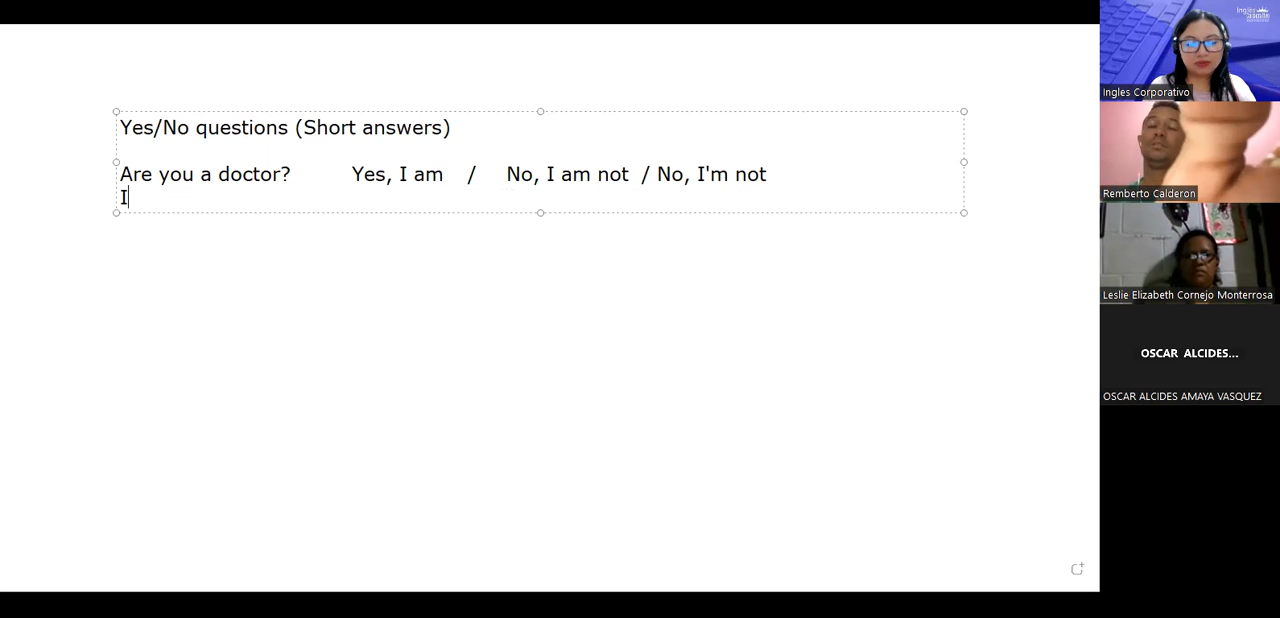 Yes/No questions (Short answers)
Are you a doctor? Yes, I am / No, I am not / No, I'm not
I
Ingles
Ingles Corporativo
Remberto Calderon
Leslie Elizabeth Cornejo Monterrosa
OSCAR ALCIDES...
OSCAR ALCIDES AMAYA VASQUEZ